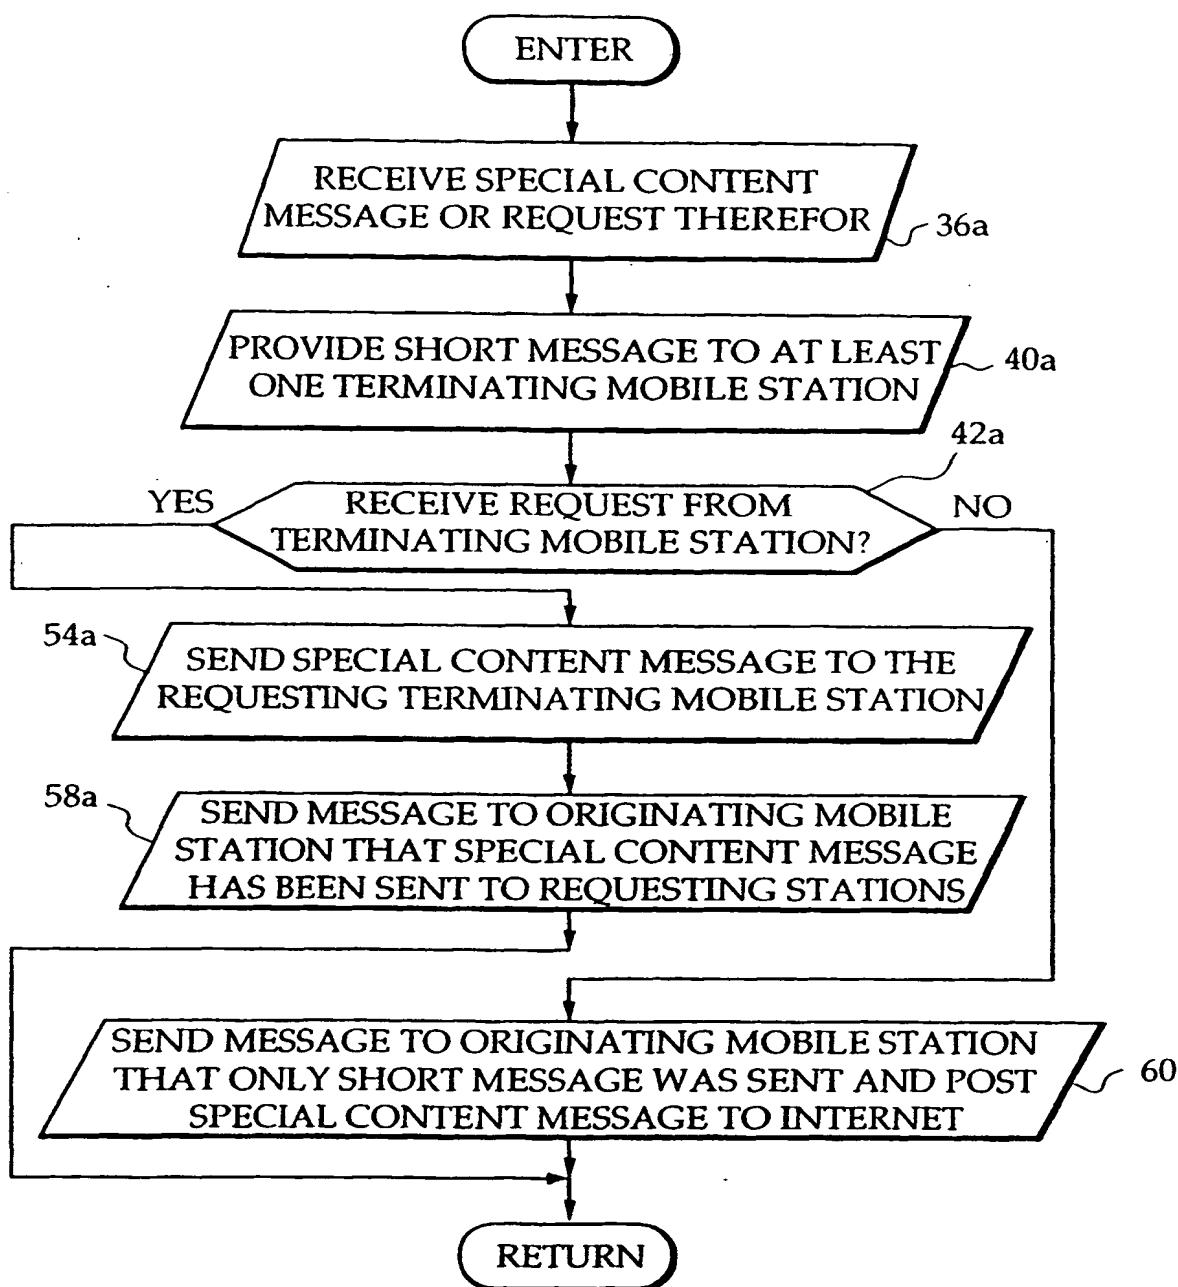 ENTER
RECEIVE SPECIAL CONTENT
MESSAGE OR REQUEST THEREFOR
36a
PROVIDE SHORT MESSAGE TO AT LEAST
ONE TERMINATING MOBILE STATION
40a
42a
YES
RECEIVE REQUEST FROM
TERMINATING MOBILE STATION?
NO
54a
SEND SPECIAL CONTENT MESSAGE TO THE
REQUESTING TERMINATING MOBILE STATION
58a
SEND MESSAGE TO ORIGINATING MOBILE
STATION THAT SPECIAL CONTENT MESSAGE
HAS BEEN SENT TO REQUESTING STATIONS
SEND MESSAGE TO ORIGINATING MOBILE STATION
THAT ONLY SHORT MESSAGE WAS SENT AND POST
SPECIAL CONTENT MESSAGE TO INTERNET
60
RETURN